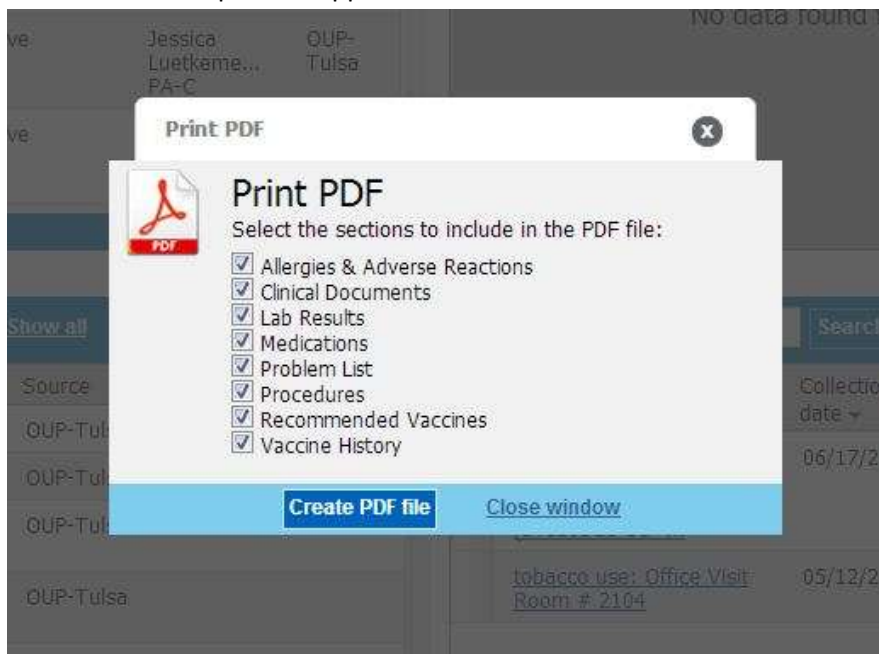 No data found
ve Jessica OUP-
Luetkeme... Tulsa
PA-C
ve
Print PDF
Print PDF
PDF
Select the sections to include in the PDF file:
Allergies & Adverse Reactions
Clinical Documents
Lab Results
Medications
Problem List
Procedures
Recommended Vaccines
Vaccine History
Create PDF file Close window
Show all
Search
Source
Collectio
date
OUP-Tul
06/17/2
OUP-Tul
OUP-Tul
OUP-Tulsa
tobacco use: Office Visit 05/12/2
Room # 2104